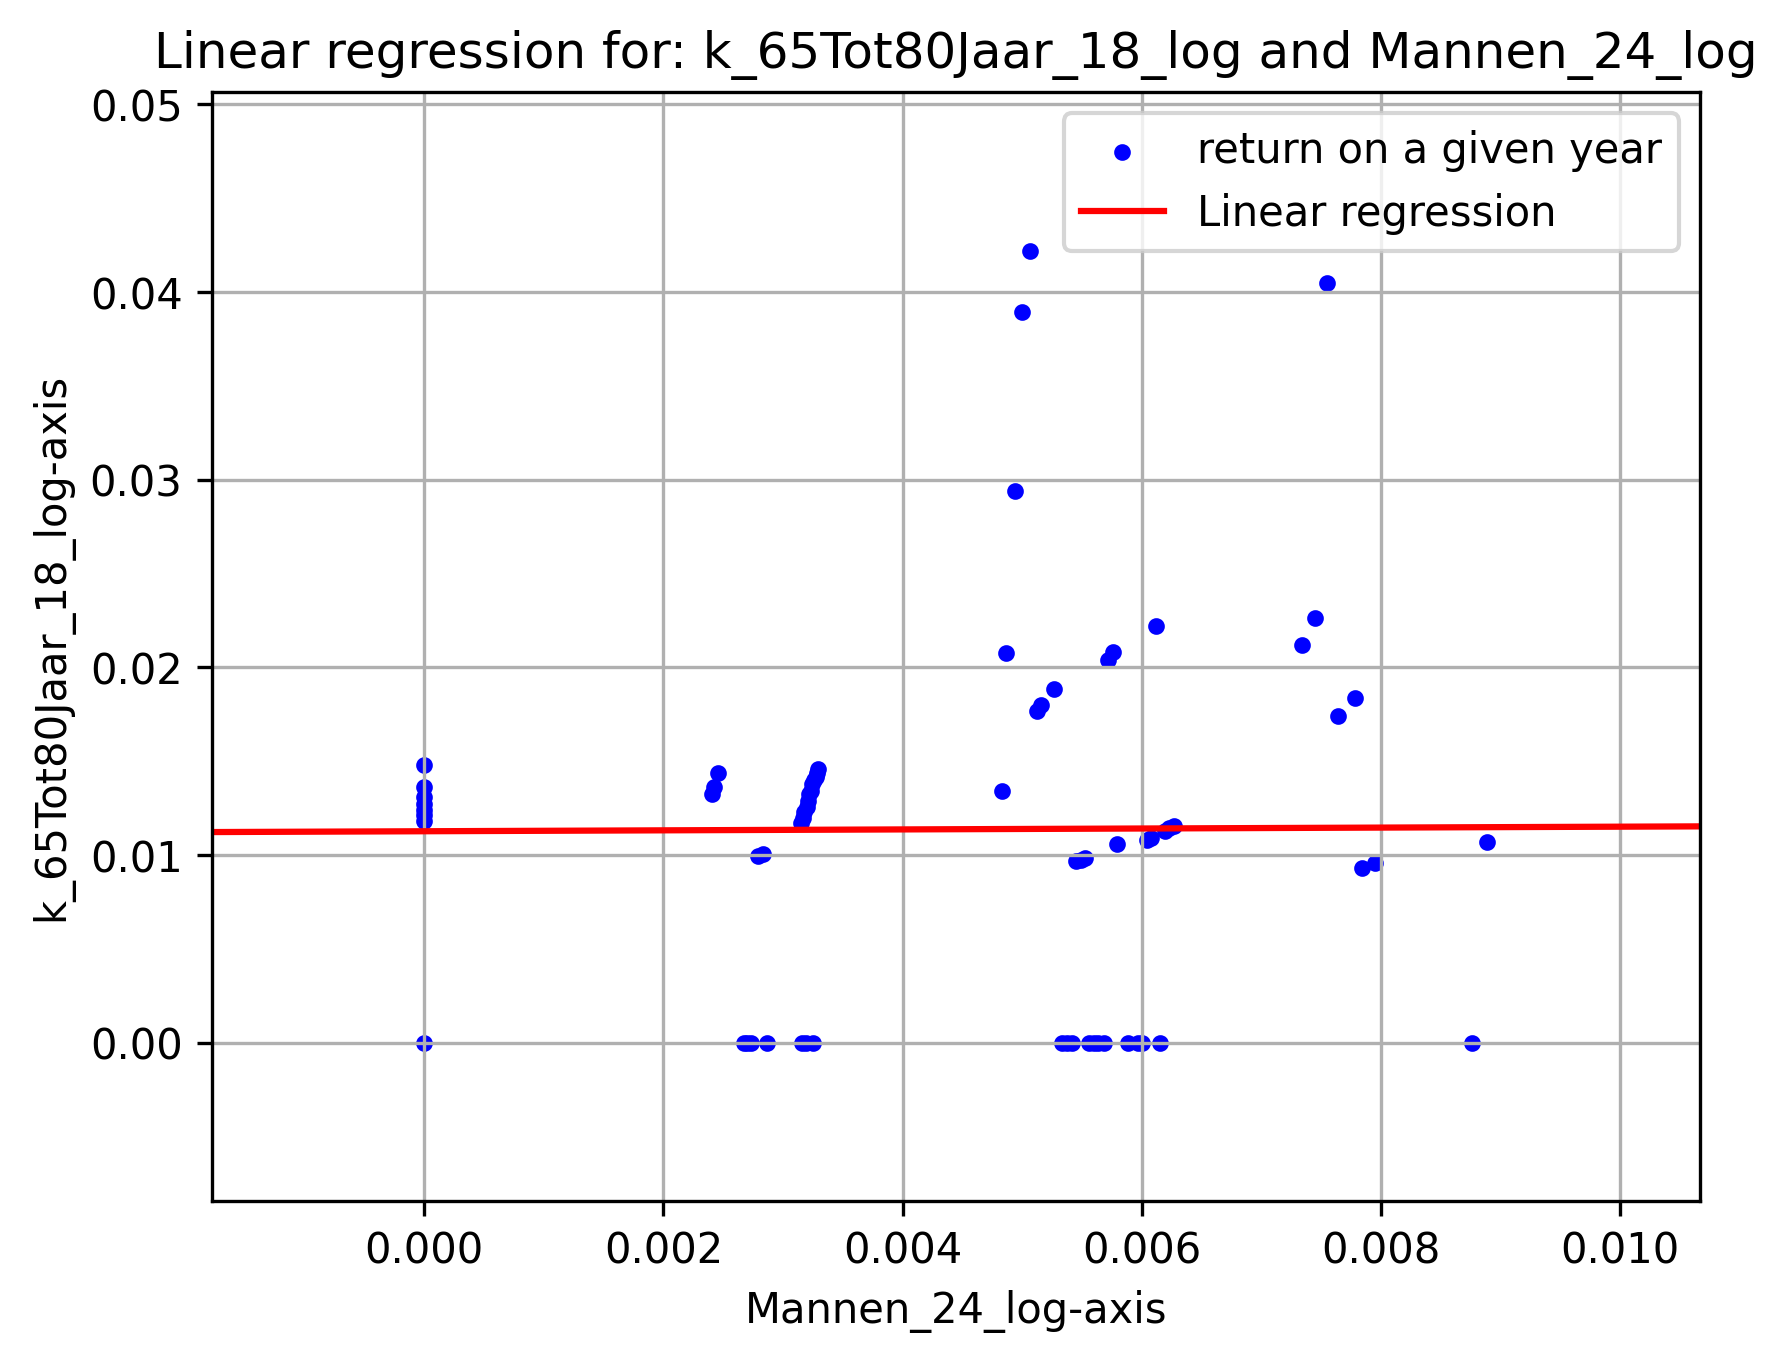 Linear regression for: k_65Tot80Jaar_18_log and Mannen_24_log
return on a given year
Linear regression
0.05
0.04
0.03
0.02
0.01
0.00
k_65Tot80Jaar_18_log-axis
0.000 0.002 0.004 0.006 0.008 0.010
Mannen_24_log-axis